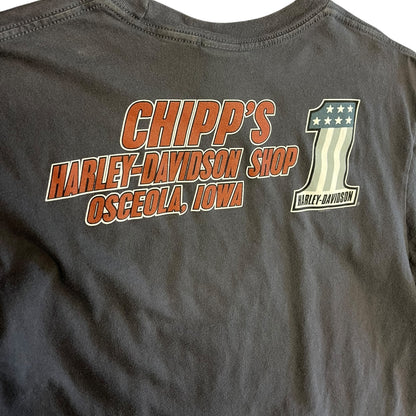 CHIPP'S
HARLEY-DAVIDSON SHOP
OSCEOLA, IOWA
1
HARLEY-DAVIDSON